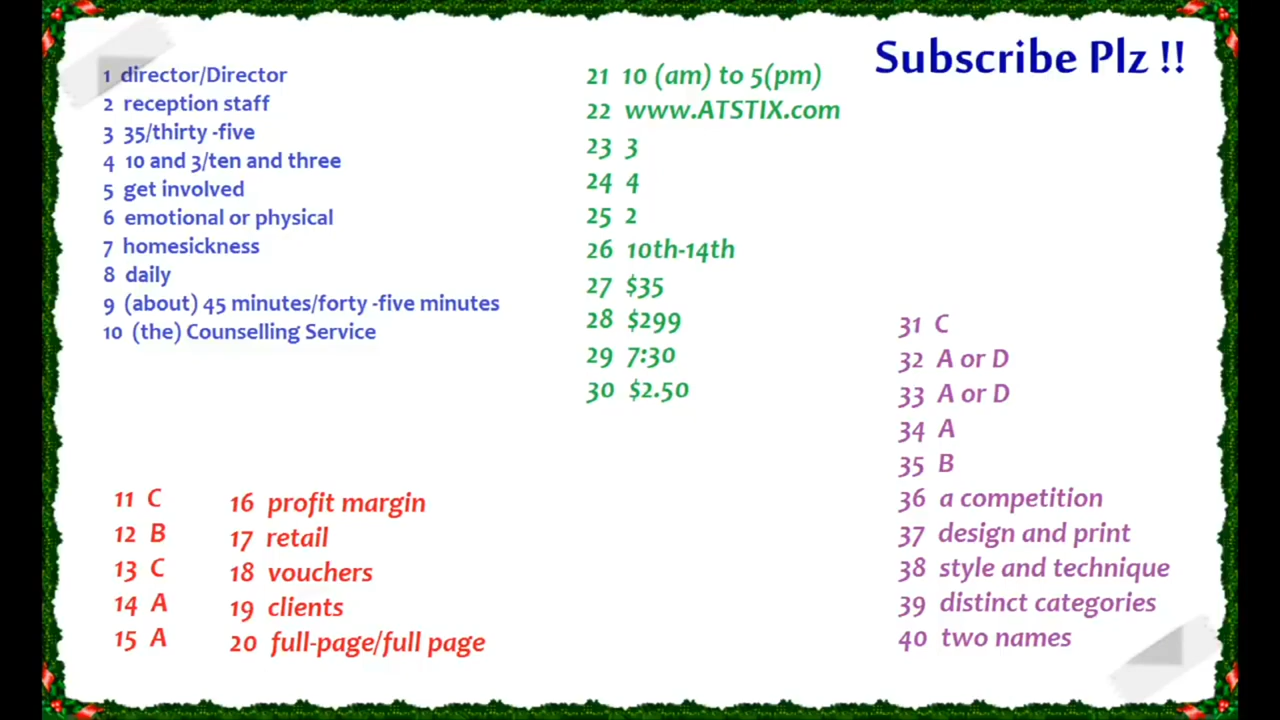 Subscribe Plz !!
1 director/Director
2 reception staff
3 35/thirty -five
4 10 and 3/ten and three
5 get involved
6 emotional or physical
7 homesickness
8 daily
9 (about) 45 minutes/forty -five minutes
10 (the) Counselling Service
11 C
12 B
13 C
14 A
15 A
16 profit margin
17 retail
18 vouchers
19 clients
20 full-page/full page
21 10 (am) to 5(pm)
22 www.ATSTIX.com
23 3
24 4
25 2
26 10th-14th
27 $35
28 $299
29 7:30
30 $2.50
31 C
32 A or D
33 A or D
34 A
35 B
36 a competition
37 design and print
38 style and technique
39 distinct categories
40 two names